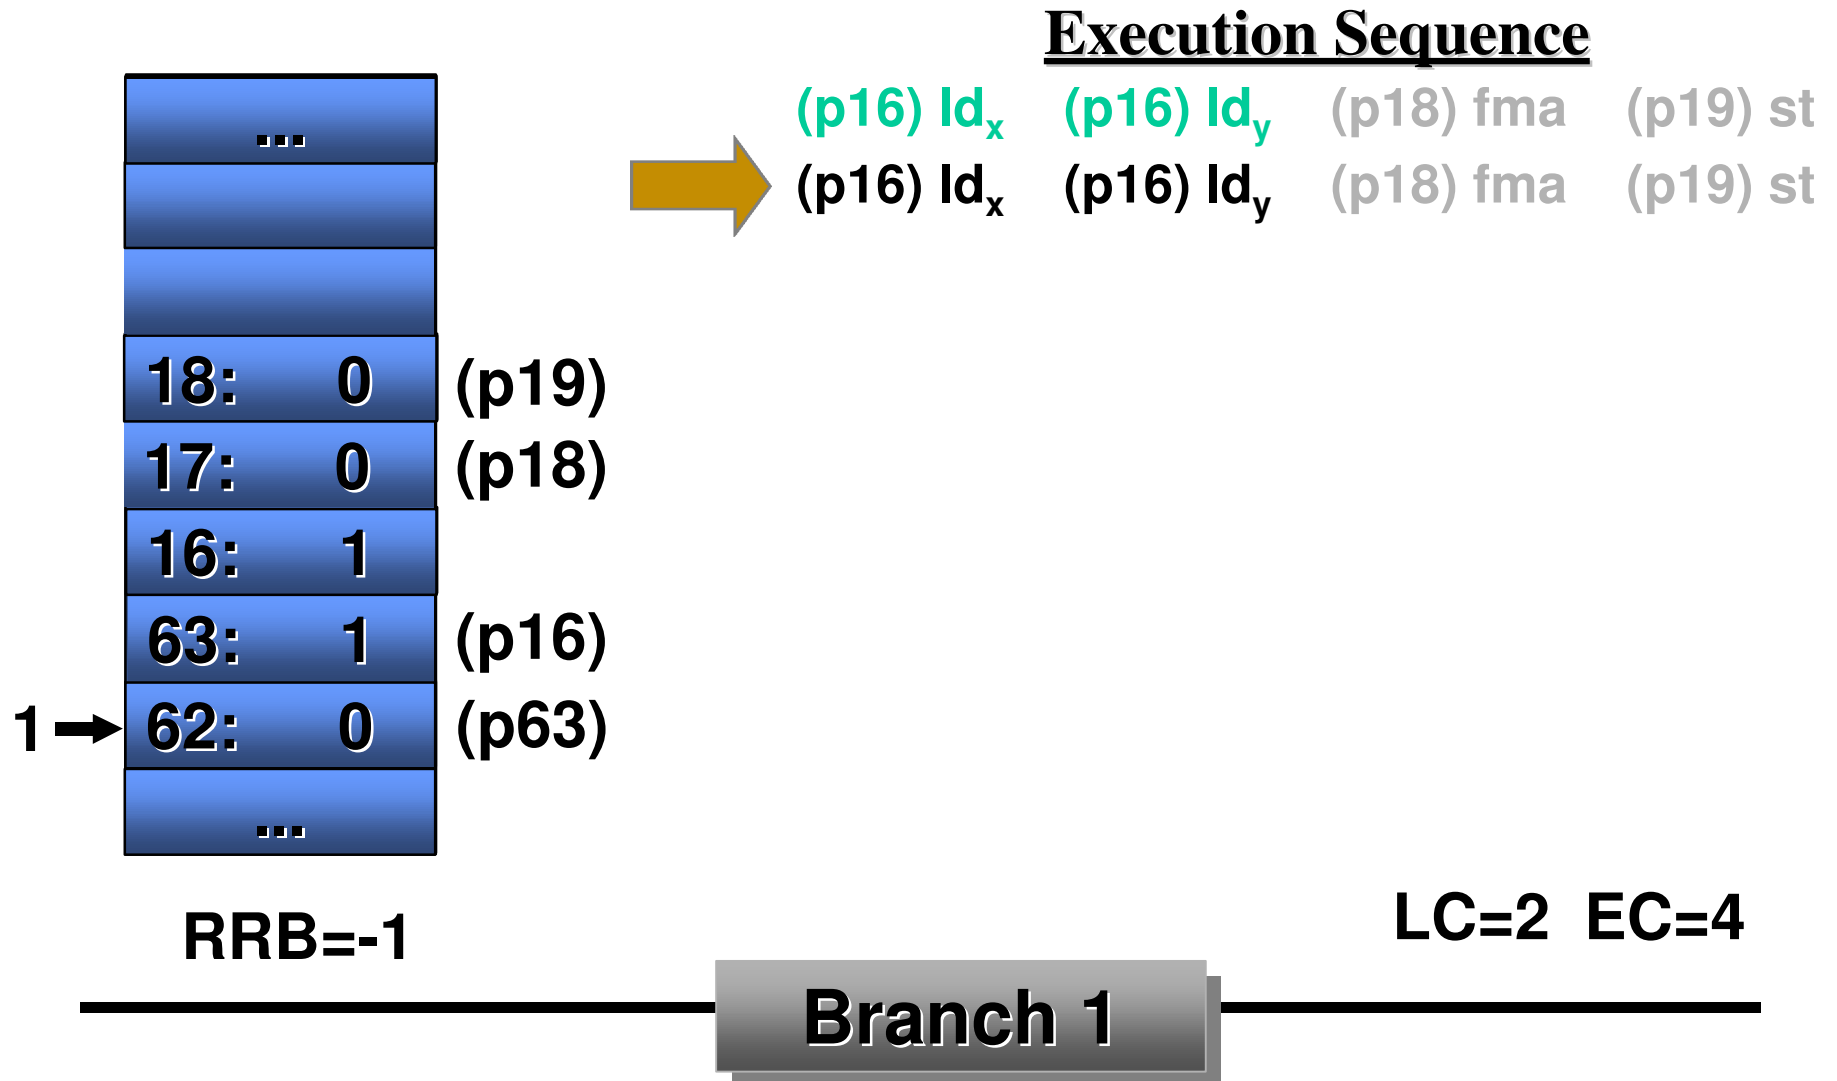 Execution Sequence
(p16) ldx (p16) ldy (p18) fma (p19) st
(p16) ldx (p16) ldy (p18) fma (p19) st
...
18: 0 (p19)
17: 0 (p18)
16: 1
63: 1 (p16)
1 62: 0 (p63)
...
RRB=-1
LC=2 EC=4
Branch 1